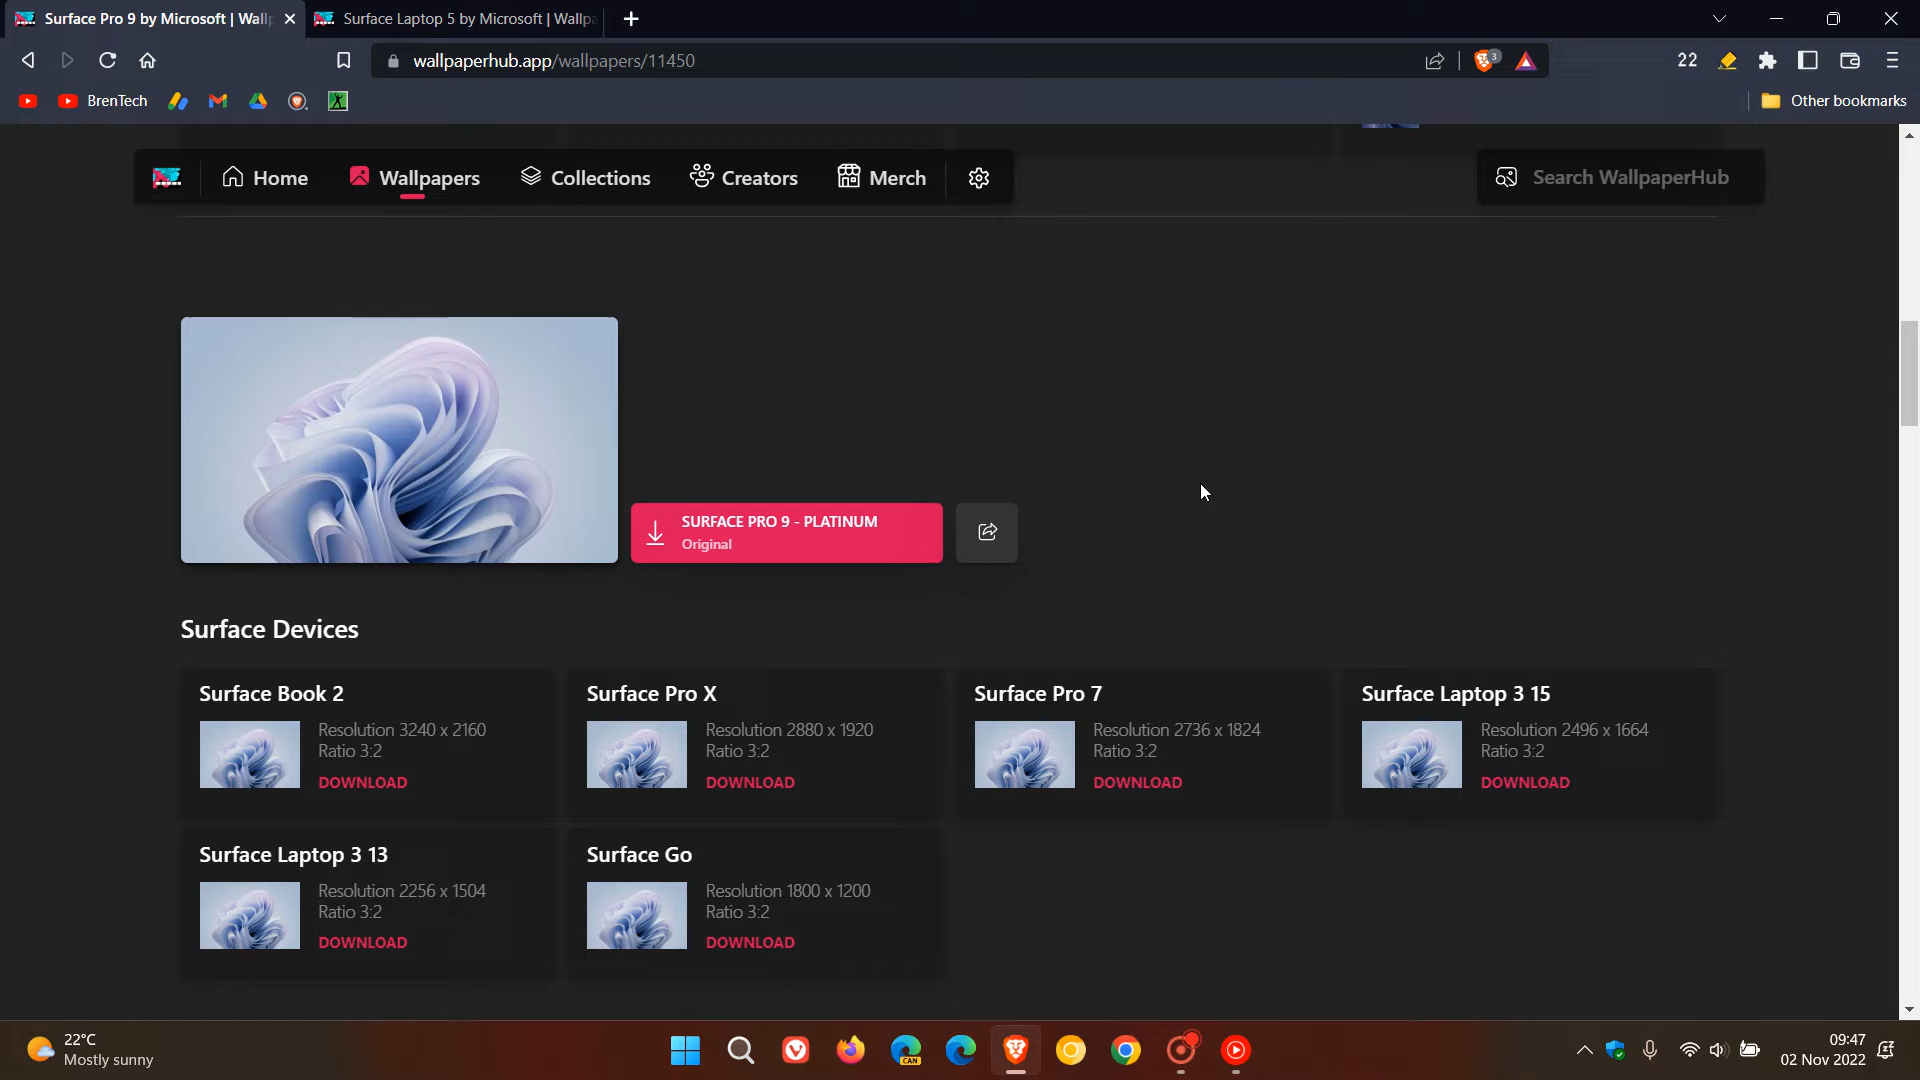 Surface Pro 9 by Microsoft | Wall
Surface Laptop 5 by Microsoft | Wallpa
wallpaperhub.app/wallpapers/11450
3
22
BrenTech
Other bookmarks
Home
Wallpapers
Collections
Creators
Merch
Search WallpaperHub
SURFACE PRO 9 - PLATINUM
Original
Surface Devices
Surface Book 2
Resolution 3240 x 2160
Ratio 3:2
DOWNLOAD
Surface Pro X
Resolution 2880 x 1920
Ratio 3:2
DOWNLOAD
Surface Pro 7
Resolution 2736 x 1824
Ratio 3:2
DOWNLOAD
Surface Laptop 3 15
Resolution 2496 x 1664
Ratio 3:2
DOWNLOAD
Surface Laptop 3 13
Resolution 2256 x 1504
Ratio 3:2
DOWNLOAD
Surface Go
Resolution 1800 x 1200
Ratio 3:2
DOWNLOAD
22°C
Mostly sunny
CAN
09:47
02 Nov 2022